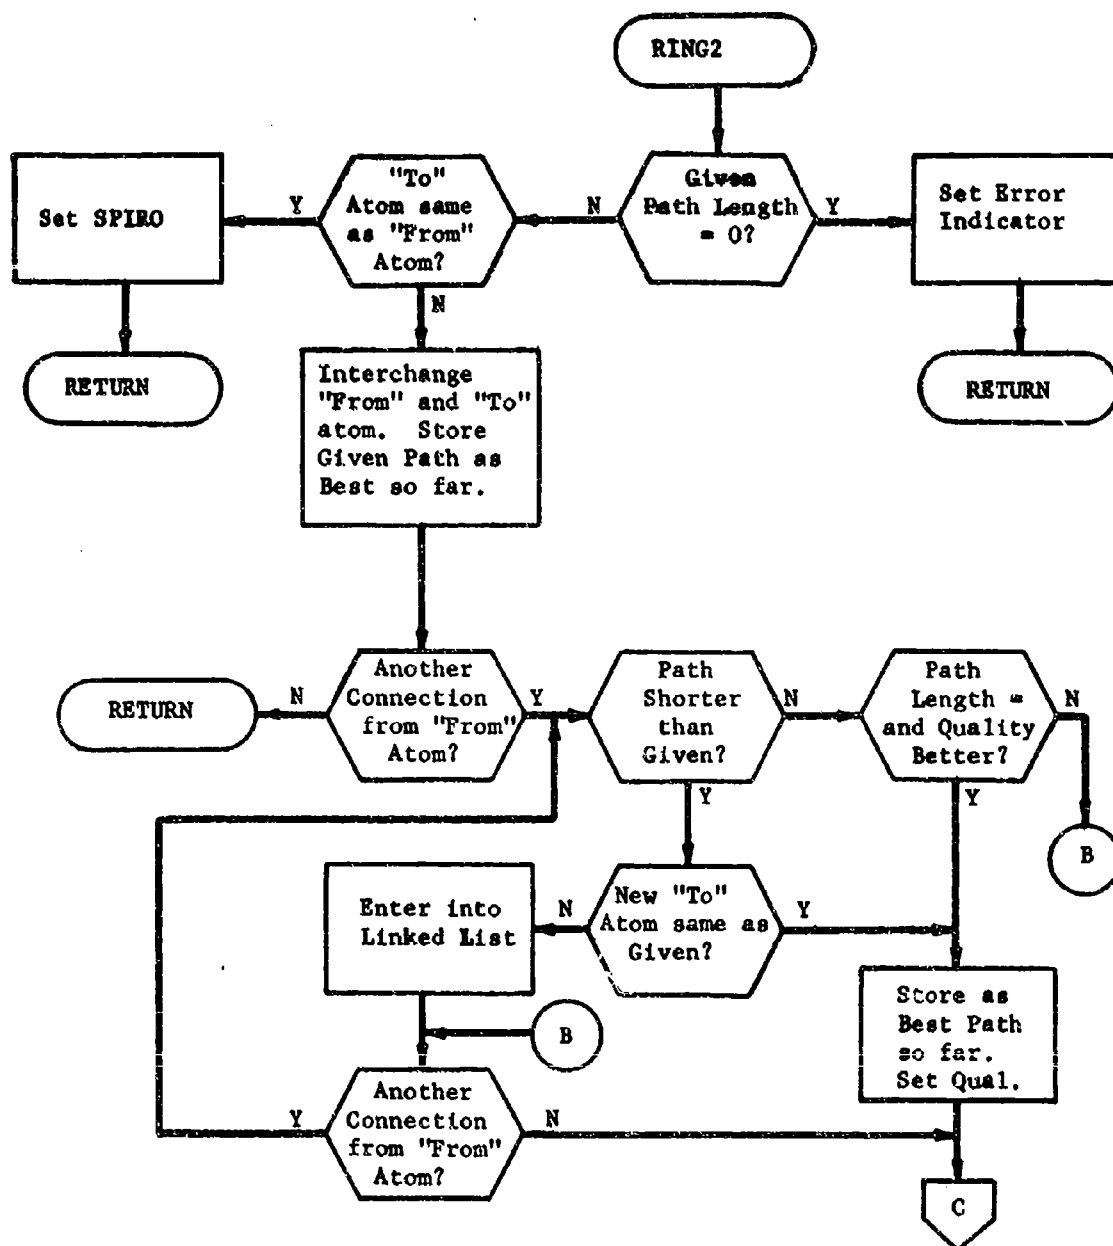 RING2
"To"
Atom same
as "From"
Atom?
Given
Path Length
= 0?
Set SPIRO
Y
N
Y
Set Error
Indicator
N
RETURN
RETURN
Interchange
"From" and "To"
atom. Store
Given Path as
Best so far.
RETURN
N
Another
Connection
from "From"
Atom?
Y
Path
Shorter
than
Given?
N
Path
Length =
and Quality
Better?
N
Y
Y
B
Enter into
Linked List
N
New "To"
Atom same as
Given?
Y
Store as
Best Path
so far.
Set Qual.
B
Y
Another
Connection
from "From"
Atom?
N
C